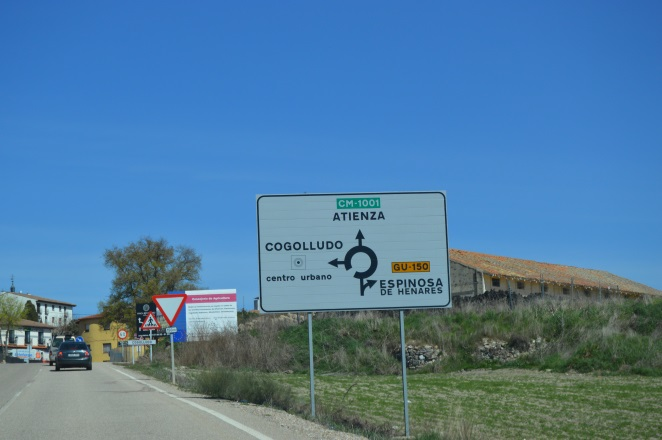 CM-1001
ATIENZA
COGOLLUDO
centro urbano
GU-150
ESPINOSA
DE HENARES